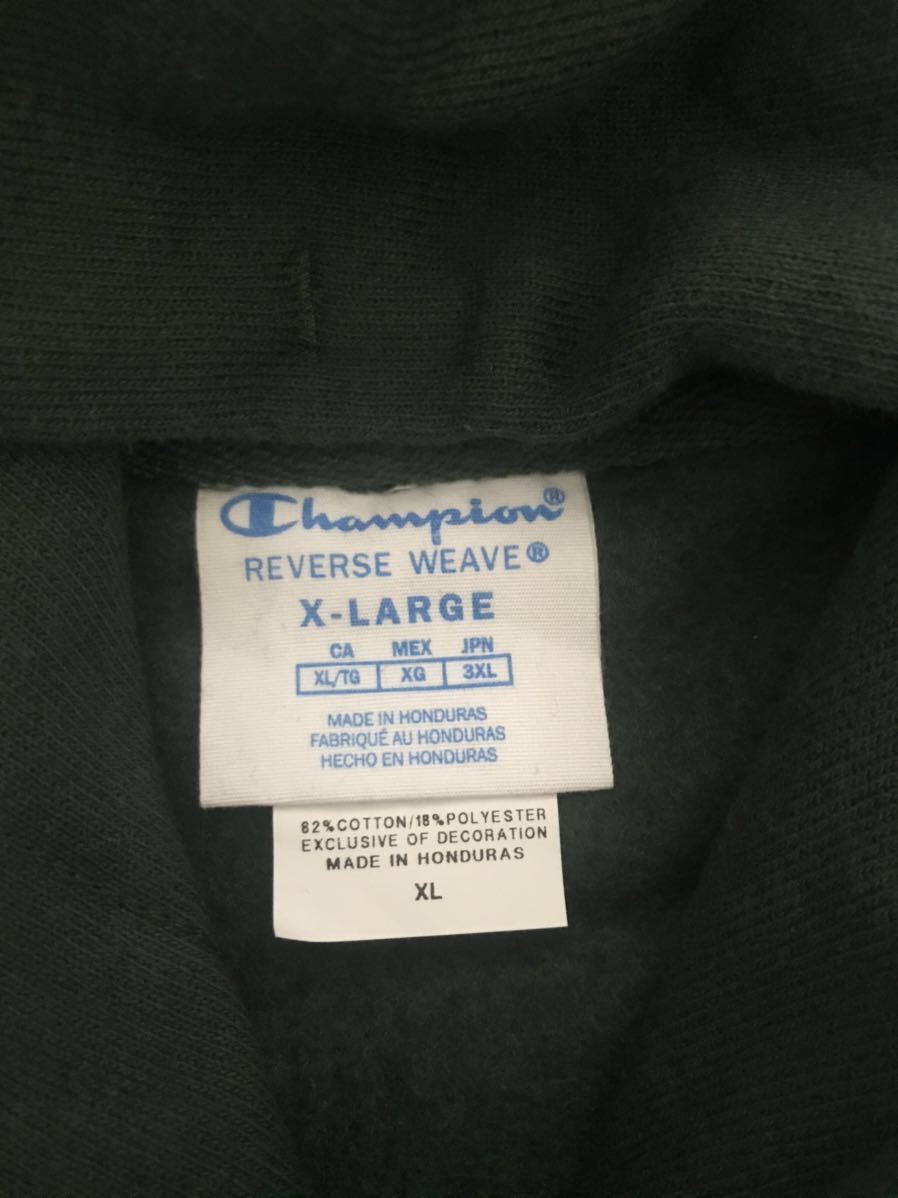 Champion®
REVERSE WEAVE®
X-LARGE
CA MEX JPN
XL/TG XG 3XL
MADE IN HONDURAS
FABRIQUÉ AU HONDURAS
HECHO EN HONDURAS
82%COTTON/18%POLYESTER
EXCLUSIVE OF DECORATION
MADE IN HONDURAS
XL